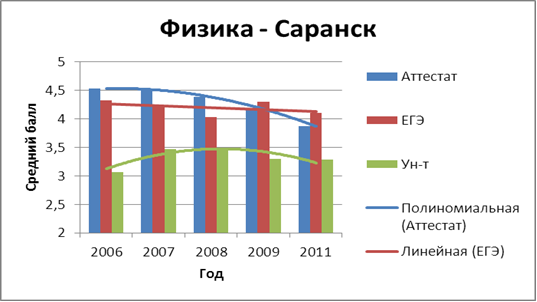 Физика - Саранск
Средний балл
5
4,5
4
3,5
3
2,5
2
2006 2007 2008 2009 2011
Год
Аттестат
ЕГЭ
Ун-т
Полиномиальная
(Аттестат)
Линейная (ЕГЭ)